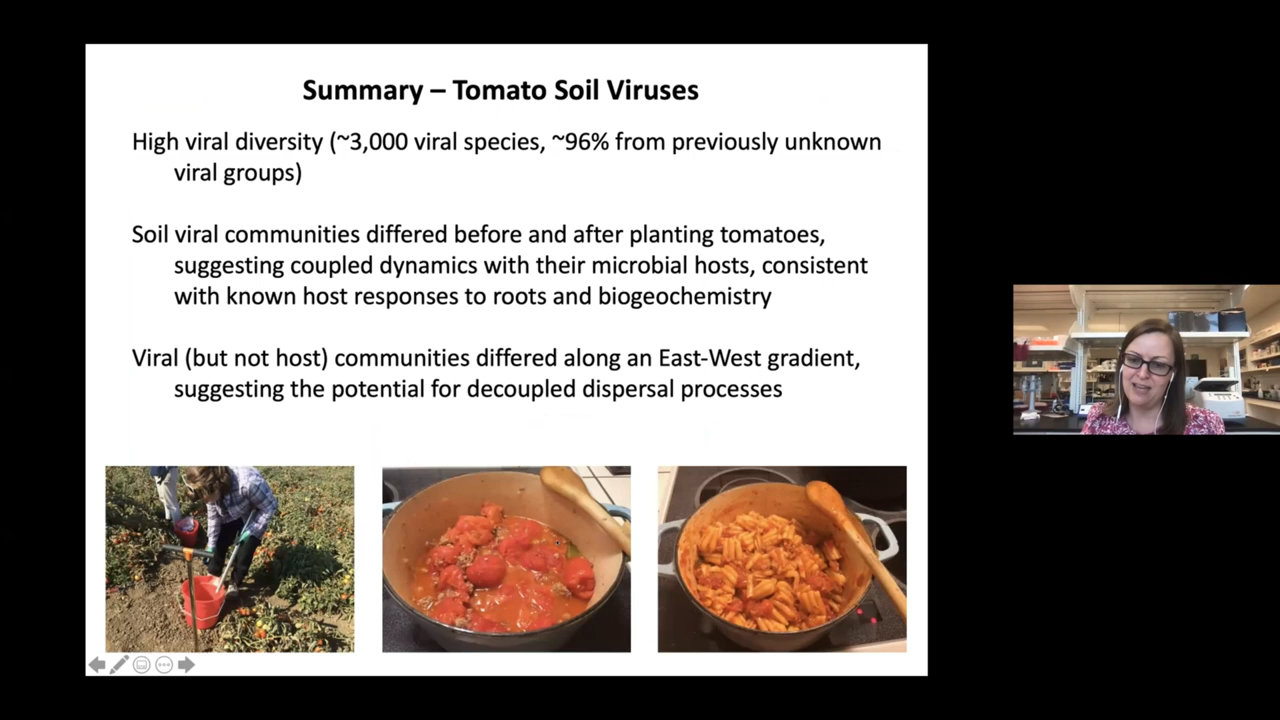 Summary – Tomato Soil Viruses
High viral diversity (~3,000 viral species, ~96% from previously unknown
viral groups)
Soil viral communities differed before and after planting tomatoes,
suggesting coupled dynamics with their microbial hosts, consistent
with known host responses to roots and biogeochemistry
Viral (but not host) communities differed along an East-West gradient,
suggesting the potential for decoupled dispersal processes